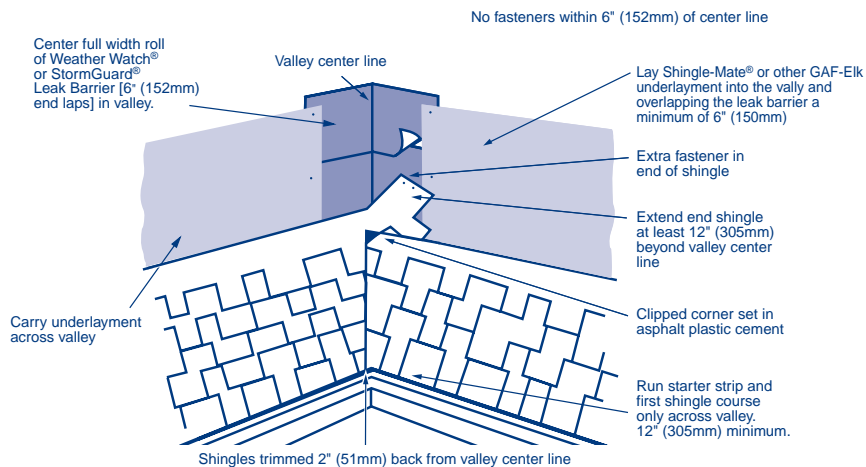 No fasteners within 6" (152mm) of center line
Center full width roll
of Weather Watch®
or StormGuard®
Leak Barrier [6" (152mm)
end laps] in valley.
Valley center line
Lay Shingle-Mate® or other GAF-Elk
underlayment into the vally and
overlapping the leak barrier a
minimum of 6" (150mm)
Extra fastener in
end of shingle
Extend end shingle
at least 12" (305mm)
beyond valley center
line
Carry underlayment
across valley
Clipped corner set in
asphalt plastic cement
Run starter strip and
first shingle course
only across valley.
12" (305mm) minimum.
Shingles trimmed 2" (51mm) back from valley center line